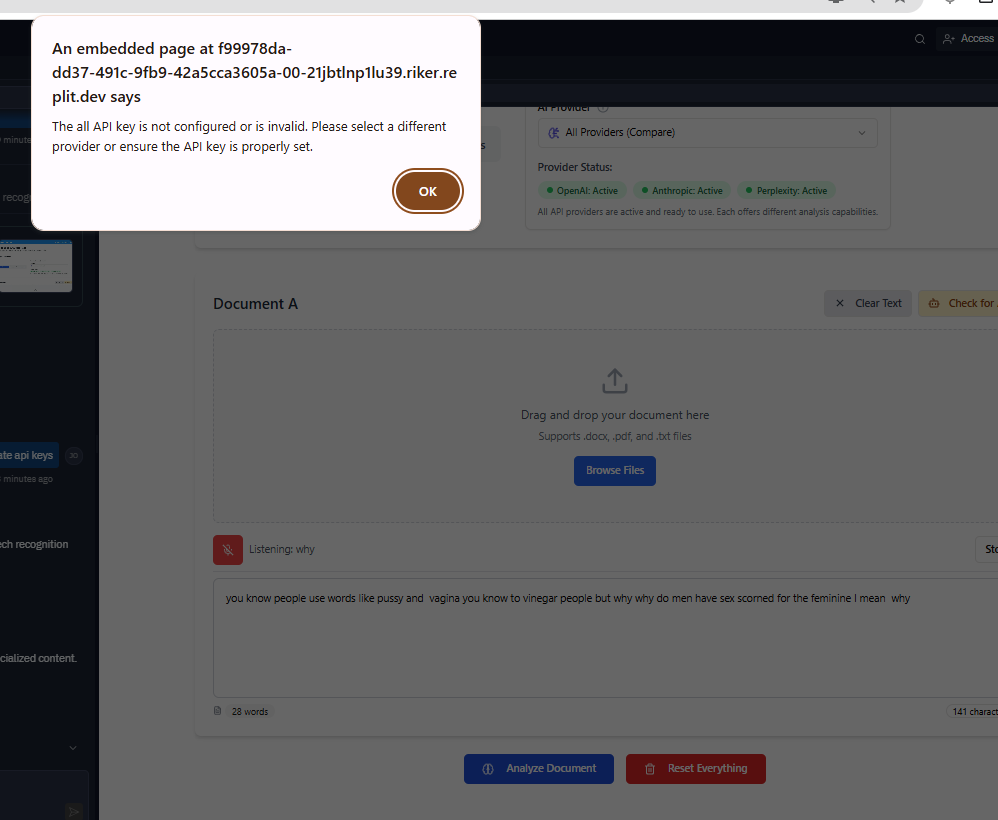 An embedded page at f99978da-
dd37-491c-9fb9-42a5cca3605a-00-21jbtlnp1lu39.riker.re
plit.dev says
The all API key is not configured or is invalid. Please select a different
provider or ensure the API key is properly set.
OK
Access
AI Provider
All Providers (Compare)
Provider Status:
OpenAI: Active
Anthropic: Active
Perplexity: Active
All API providers are active and ready to use. Each offers different analysis capabilities.
minute
recog
Document A
Clear Text
Check for
Drag and drop your document here
Supports .docx, .pdf, and .txt files
Browse Files
ate api keys
minutes ago
ech recognition
Listening: why
Sto
you know people use words like pussy and vagina you know to vinegar people but why why do men have sex scorned for the feminine I mean why
cialized content.
28 words
141 charact
Analyze Document
Reset Everything